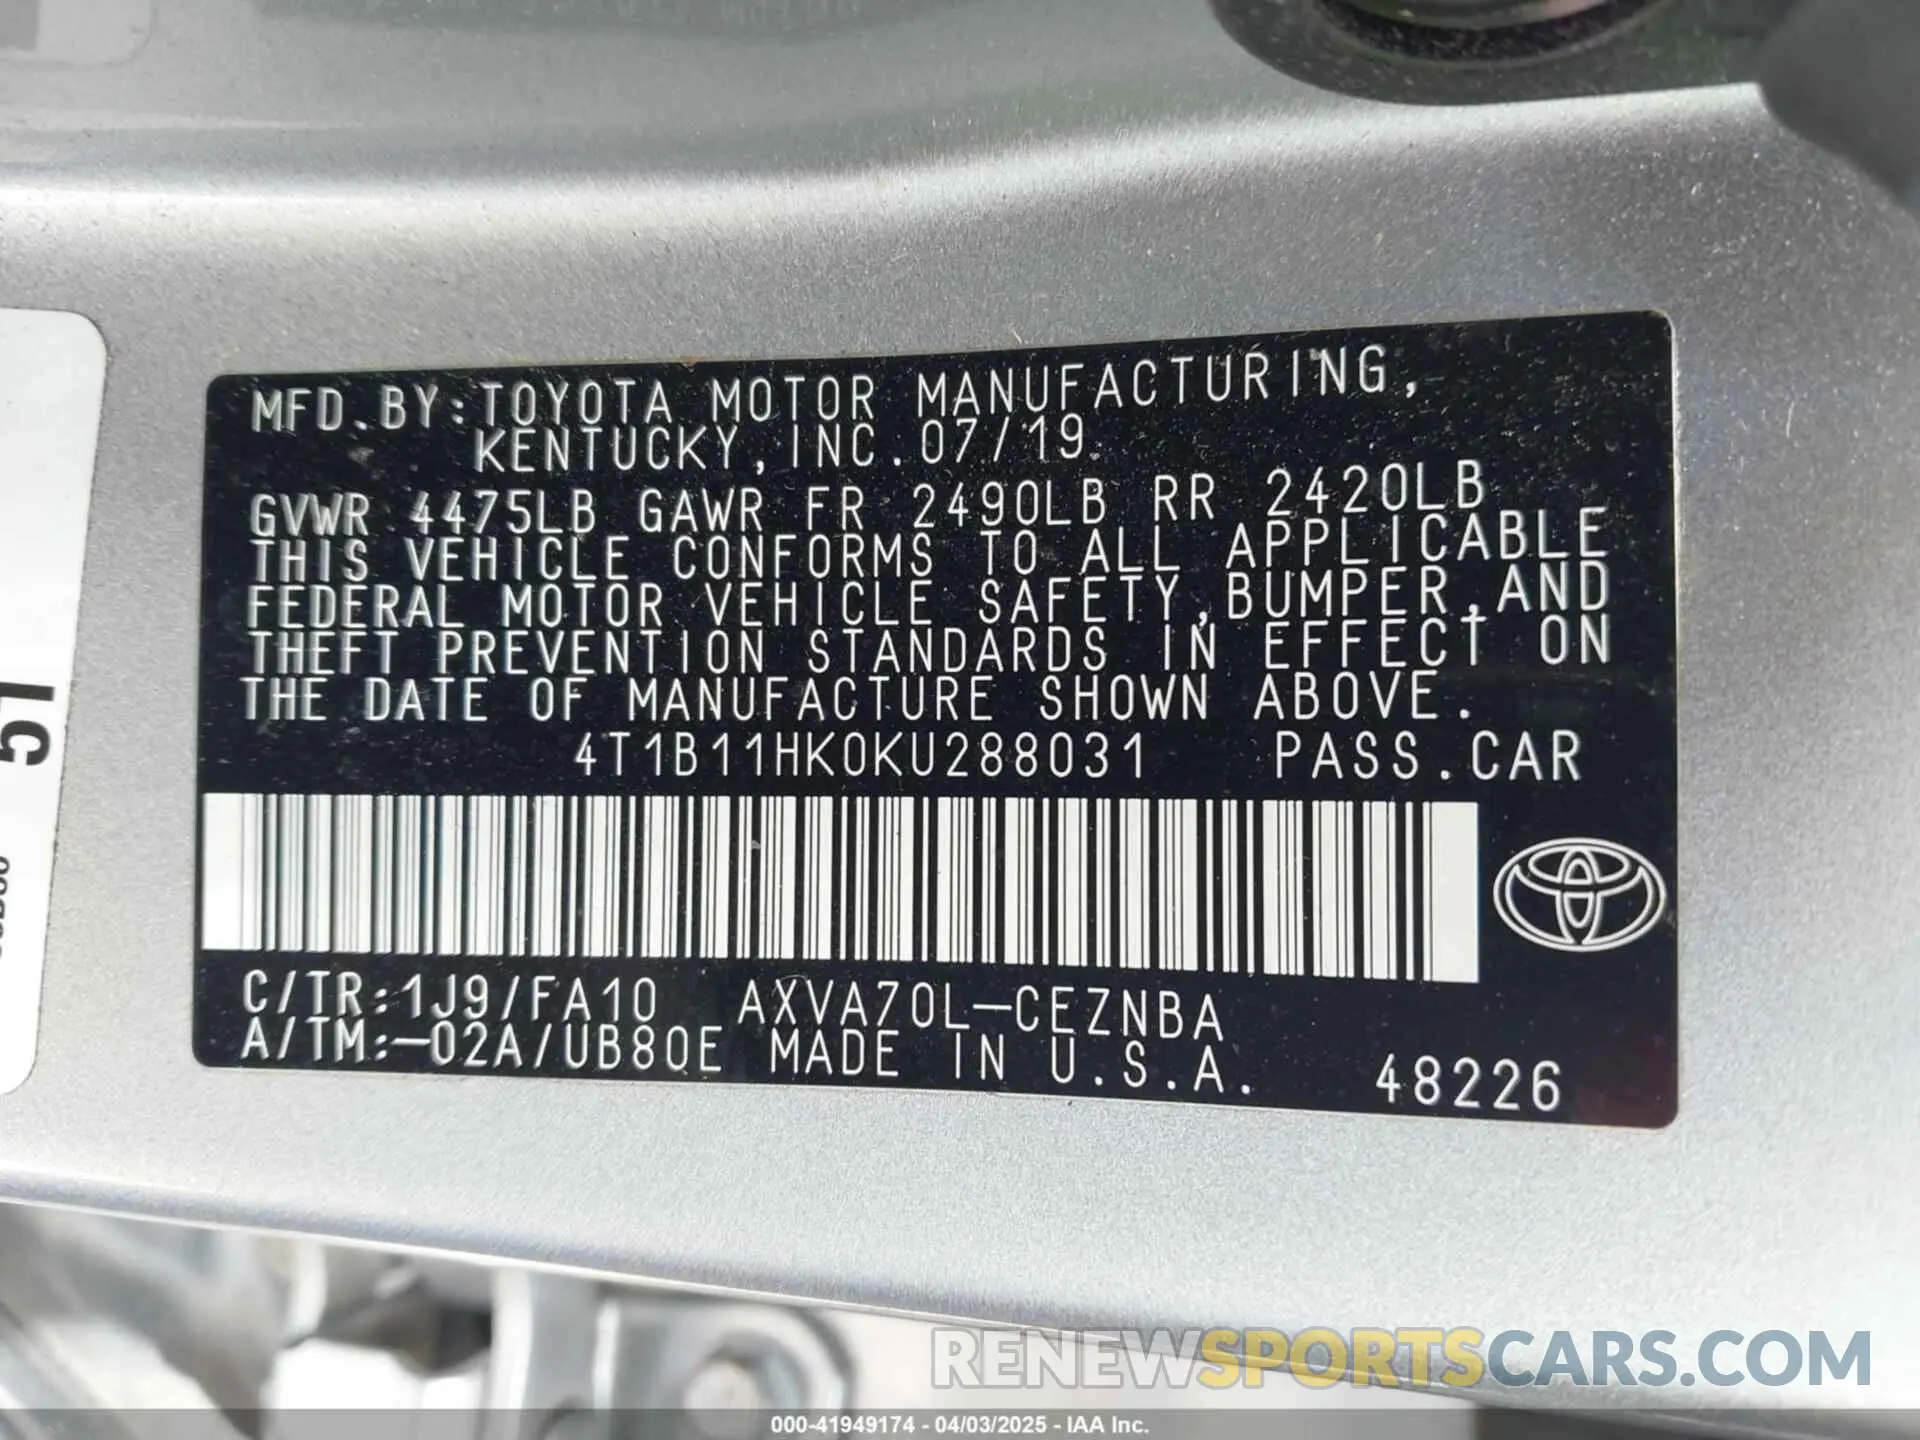 MFD.BY:TOYOTA MOTOR MANUFACTURING,
KENTUCKY,INC.07/19
GVWR 4475LB GAWR FR 2490LB RR 2420LB
THIS VEHICLE CONFORMS TO ALL APPLICABLE
FEDERAL MOTOR VEHICLE SAFETY,BUMPER,AND
THEFT PREVENTION STANDARDS IN EFFECT ON
THE DATE OF MANUFACTURE SHOWN ABOVE.
4T1B11HK0KU288031 PASS.CAR
C/TR:1J9/FA10 AXVA70L-CEZNBA
A/TM:-02A/UB80E MADE IN U.S.A. 48226
RENEWSPORTSCARS.COM
000-41949174 - 04/03/2025 - IAA Inc.